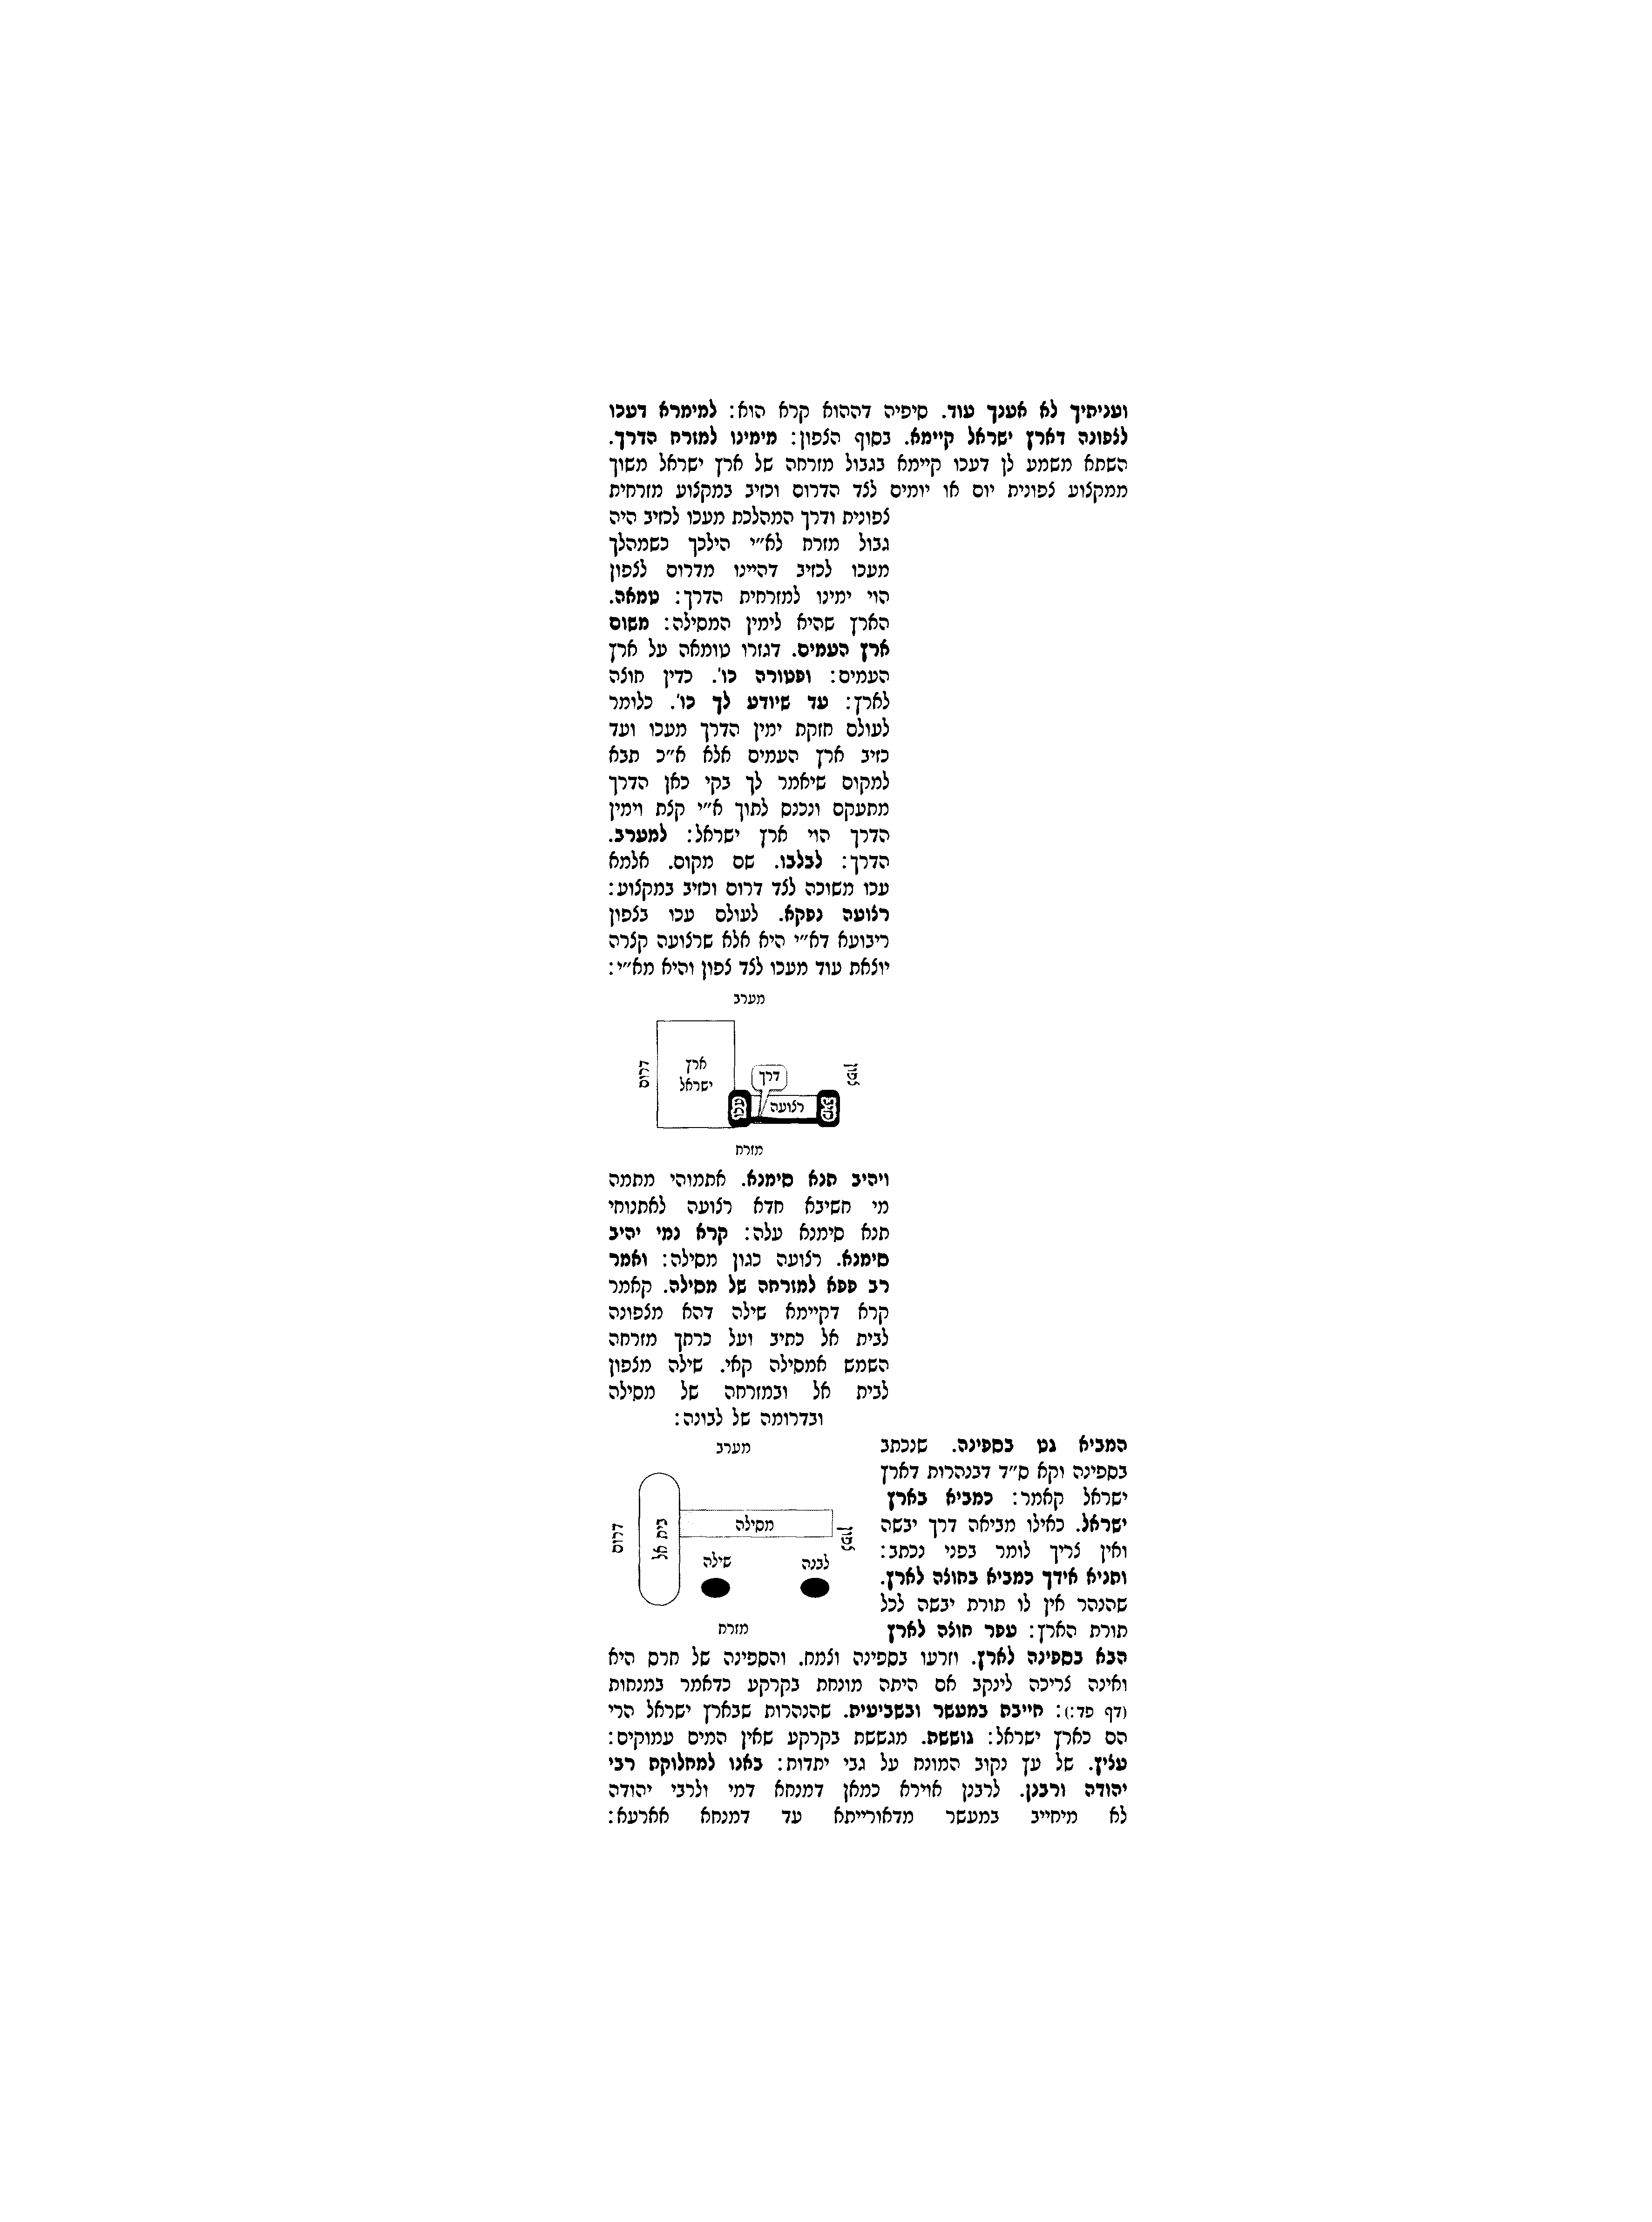 ועניתיך לא אענך עוד. סיפיה דההוא קרא הוא: למימרא דעכו
לצפונה דארץ ישראל קיימא. בסוף הצפון: מימינו למזרח הדרך.
השתא משמע לן דעכו קיימא בגבול מזרחה של ארץ ישראל משוך
ממקצוע צפונית יום או יומים לצד הדרום וכזיב במקצוע מזרחית
צפונית ודרך המהלכת מעכו לכזיב היה
גבול מזרח לא״י הילכך כשמהלך
מעכו לכזיב דהיינו מדרום לצפון
הוי ימינו למזרחית הדרך: טמאה.
הארץ שהיא לימין המסילה: משום
ארץ העמים. דגזרו טומאה על ארץ
העמים: ופטורה כו'. כדין חוצה
לארץ: עד שיודע לך כו'. כלומר
לעולם חזקת ימין הדרך מעכו ועד
כזיב ארץ העמים אלא א״כ תבא
למקום שיאמר לך בקי כאן הדרך
מתעקם ונכנס לתוך א״י קצת וימין
הדרך הוי ארץ ישראל: למערב.
הדרך: לבלבו. שם מקום. אלמא
עכו משוכה לצד דרום וכזיב במקצוע:
רצועה נפקא. לעולם עכו בצפון
ריבועא דא״י היא אלא שרצועה קצרה
יוצאת עוד מעכו לצד צפון והיא מא״י:
מערב
צפון
דרום
ארץ
ישראל
דרך
עכו
רצועה
כזיב
מזרח
ויהיב תנא סימנא. אתמוהי מתמה
מי חשיבא חדא רצועה לאתנוחי
תנא סימנא עלה: קרא נמי יהיב
סימנא. רצועה כגון מסילה: ואמר
רב פפא למזרחה של מסילה. קאמר
קרא דקיימא שילה דהא מצפונה
לבית אל כתיב ועל כרחך מזרחה
השמש אמסילה קאי. שילה מצפון
לבית אל ובמזרחה של מסילה
ובדרומה של לבונה:
מערב
צפון
דרום
בית אל
מסילה
לבנה
שילה
מזרח
המביא גט בספינה. שנכתב
בספינה וקא ס״ד דבנהרות דארץ
ישראל קאמר: כמביא בארץ
ישראל. כאילו מביאה דרך יבשה
ואין צריך לומר בפני נכתב:
ותניא אידך כמביא בחוצה לארץ.
שהנהר אין לו תורת יבשה לכל
תורת הארץ: עפר חוצה לארץ
הבא בספינה לארץ. וזרעו בספינה וצמח. והספינה של חרס היא
ואינה צריכה לינקב אם היתה מונחת בקרקע כדאמר במנחות
(דף פד:): חייבת במעשר ובשביעית. שהנהרות שבארץ ישראל הרי
הם כארץ ישראל: גוששת. מגששת בקרקע שאין המים עמוקים:
עציץ. של עץ נקוב המונח על גבי יתדות: באנו למחלוקת רבי
יהודה ורבנן. לרבנן אוירא כמאן דמנחא דמי ולרבי יהודה
לא מיחייב במעשר מדאורייתא עד דמנחא אארעא: